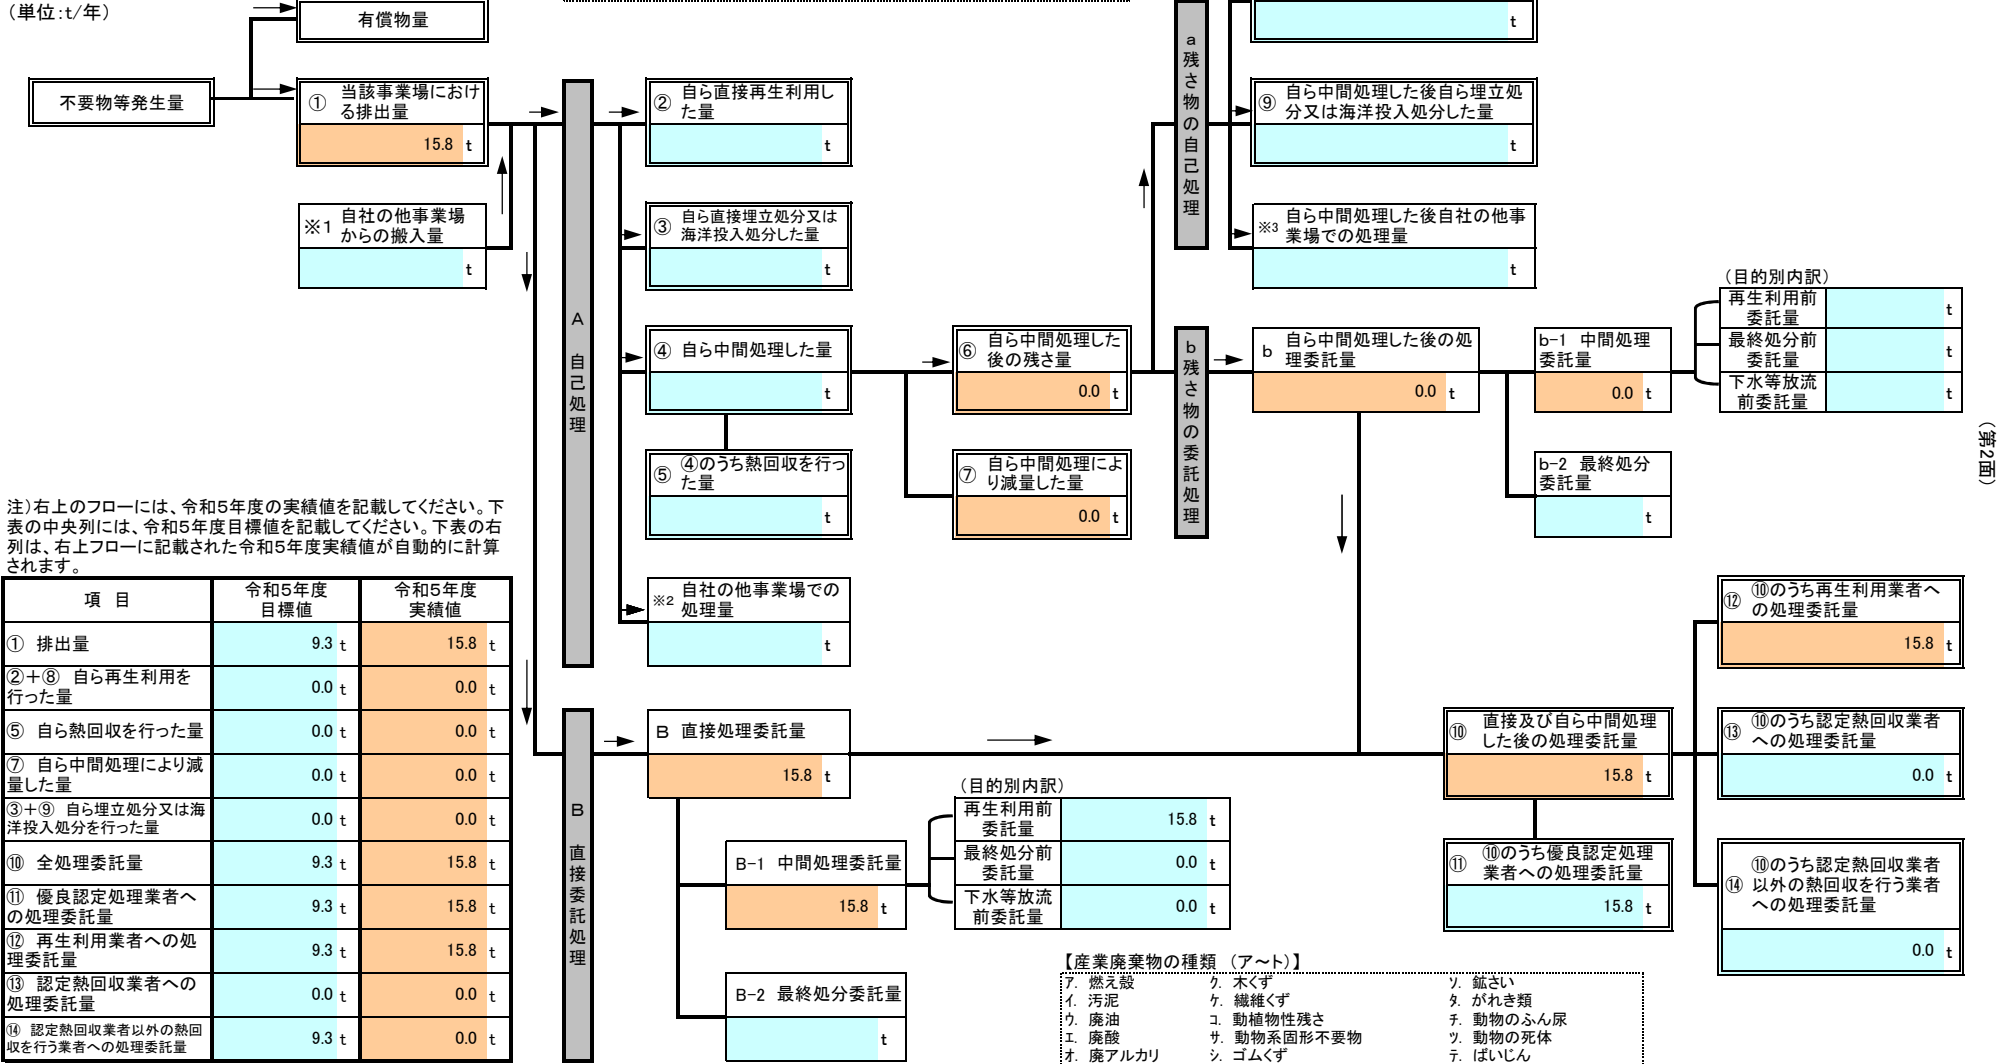 (単位:t/年)
有償物量
t
不要物等発生量
① 当該事業場におけ
る排出量
15.8 t
※1 自社の他事業場
からの搬入量
t
A 自己処理
② 自ら直接再生利用し
た量
t
③ 自ら直接埋立処分又は
海洋投入処分した量
t
④ 自ら中間処理した量
t
⑤ ④のうち熱回収を行っ
た量
t
※2 自社の他事業場での
処理量
t
⑥ 自ら中間処理した
後の残さ量
0.0 t
⑦ 自ら中間処理によ
り減量した量
0.0 t
a残さ物の自己処理
⑨ 自ら中間処理した後自ら埋立処
分又は海洋投入処分した量
t
※3 自ら中間処理した後自社の他事
業場での処理量
t
b残さ物の委託処理
b 自ら中間処理した後の処
理委託量
0.0 t
b-1 中間処理
委託量
0.0 t
(目的別内訳)
再生利用前
委託量
t
最終処分前
委託量
t
下水等放流
前委託量
t
b-2 最終処分
委託量
t
(第2面)
注)右上のフローには、令和5年度の実績値を記載してください。下
表の中央列には、令和5年度目標値を記載してください。下表の右
列は、右上フローに記載された令和5年度実績値が自動的に計算
されます。
項 目 令和5年度 目標値 令和5年度 実績値
① 排出量 9.3 t 15.8 t
②+⑧ 自ら再生利用を
行った量 0.0 t 0.0 t
⑤ 自ら熱回収を行った量 0.0 t 0.0 t
⑦ 自ら中間処理により減
量した量 0.0 t 0.0 t
③+⑨ 自ら埋立処分又は海
洋投入処分を行った量 0.0 t 0.0 t
⑩ 全処理委託量 9.3 t 15.8 t
⑪ 優良認定処理業者へ
の処理委託量 9.3 t 15.8 t
⑫ 再生利用業者への処
理委託量 9.3 t 15.8 t
⑬ 認定熱回収業者への
処理委託量 0.0 t 0.0 t
⑭ 認定熱回収業者以外の熱回
収を行う業者への処理委託量 9.3 t 0.0 t
B 直接委託処理
B 直接処理委託量
15.8 t
(目的別内訳)
再生利用前
委託量
15.8 t
最終処分前
委託量
0.0 t
下水等放流
前委託量
0.0 t
B-1 中間処理委託量
15.8 t
B-2 最終処分委託量
t
⑩ 直接及び自ら中間処理
した後の処理委託量
15.8 t
⑪ ⑩のうち優良認定処理
業者への処理委託量
15.8 t
⑫ ⑩のうち再生利用業者へ
の処理委託量
15.8 t
⑬ ⑩のうち認定熱回収業者
への処理委託量
0.0 t
⑭ ⑩のうち認定熱回収業者
以外の熱回収を行う業者
への処理委託量
0.0 t
【産業廃棄物の種類 (ア~ト)】
ア. 燃え殻 ク. 木くず ソ. 鉱さい
イ. 汚泥 ケ. 繊維くず タ. がれき類
ウ. 廃油 コ. 動植物性残さ チ. 動物のふん尿
エ. 廃酸 サ. 動物系固形不要物 ツ. 動物の死体
オ. 廃アルカリ シ. ゴムくず テ. ばいじん